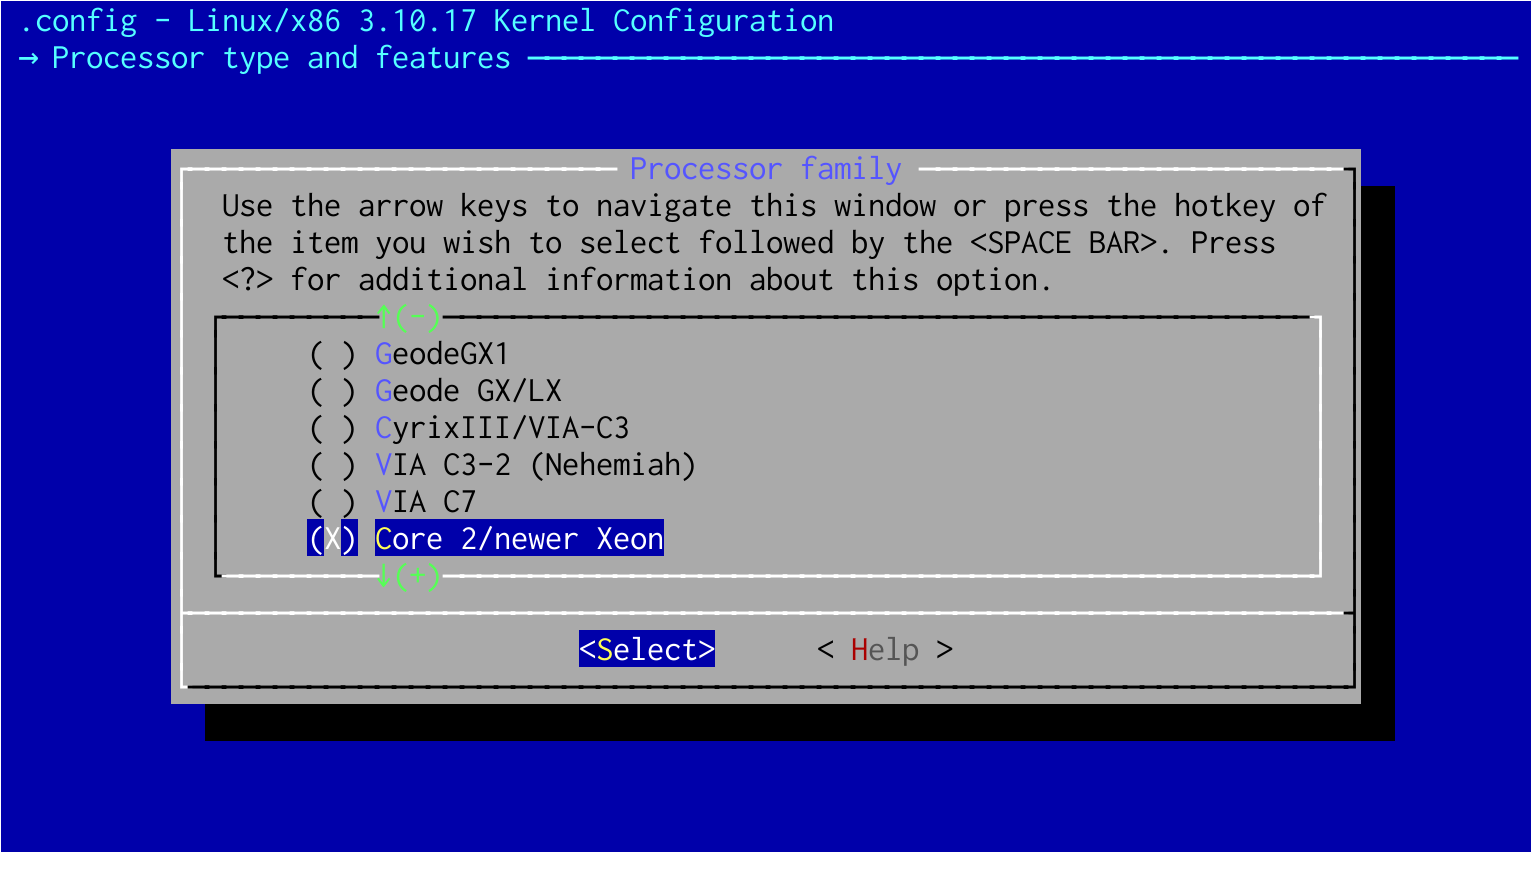 .config - Linux/x86 3.10.17 Kernel Configuration
→ Processor type and features
Processor family
Use the arrow keys to navigate this window or press the hotkey of
the item you wish to select followed by the <SPACE BAR>. Press
<?> for additional information about this option.
↑(-)
( ) GeodeGX1
( ) Geode GX/LX
( ) CyrixIII/VIA-C3
( ) VIA C3-2 (Nehemiah)
( ) VIA C7
(X) Core 2/newer Xeon
↓(+)
<Select> < Help >